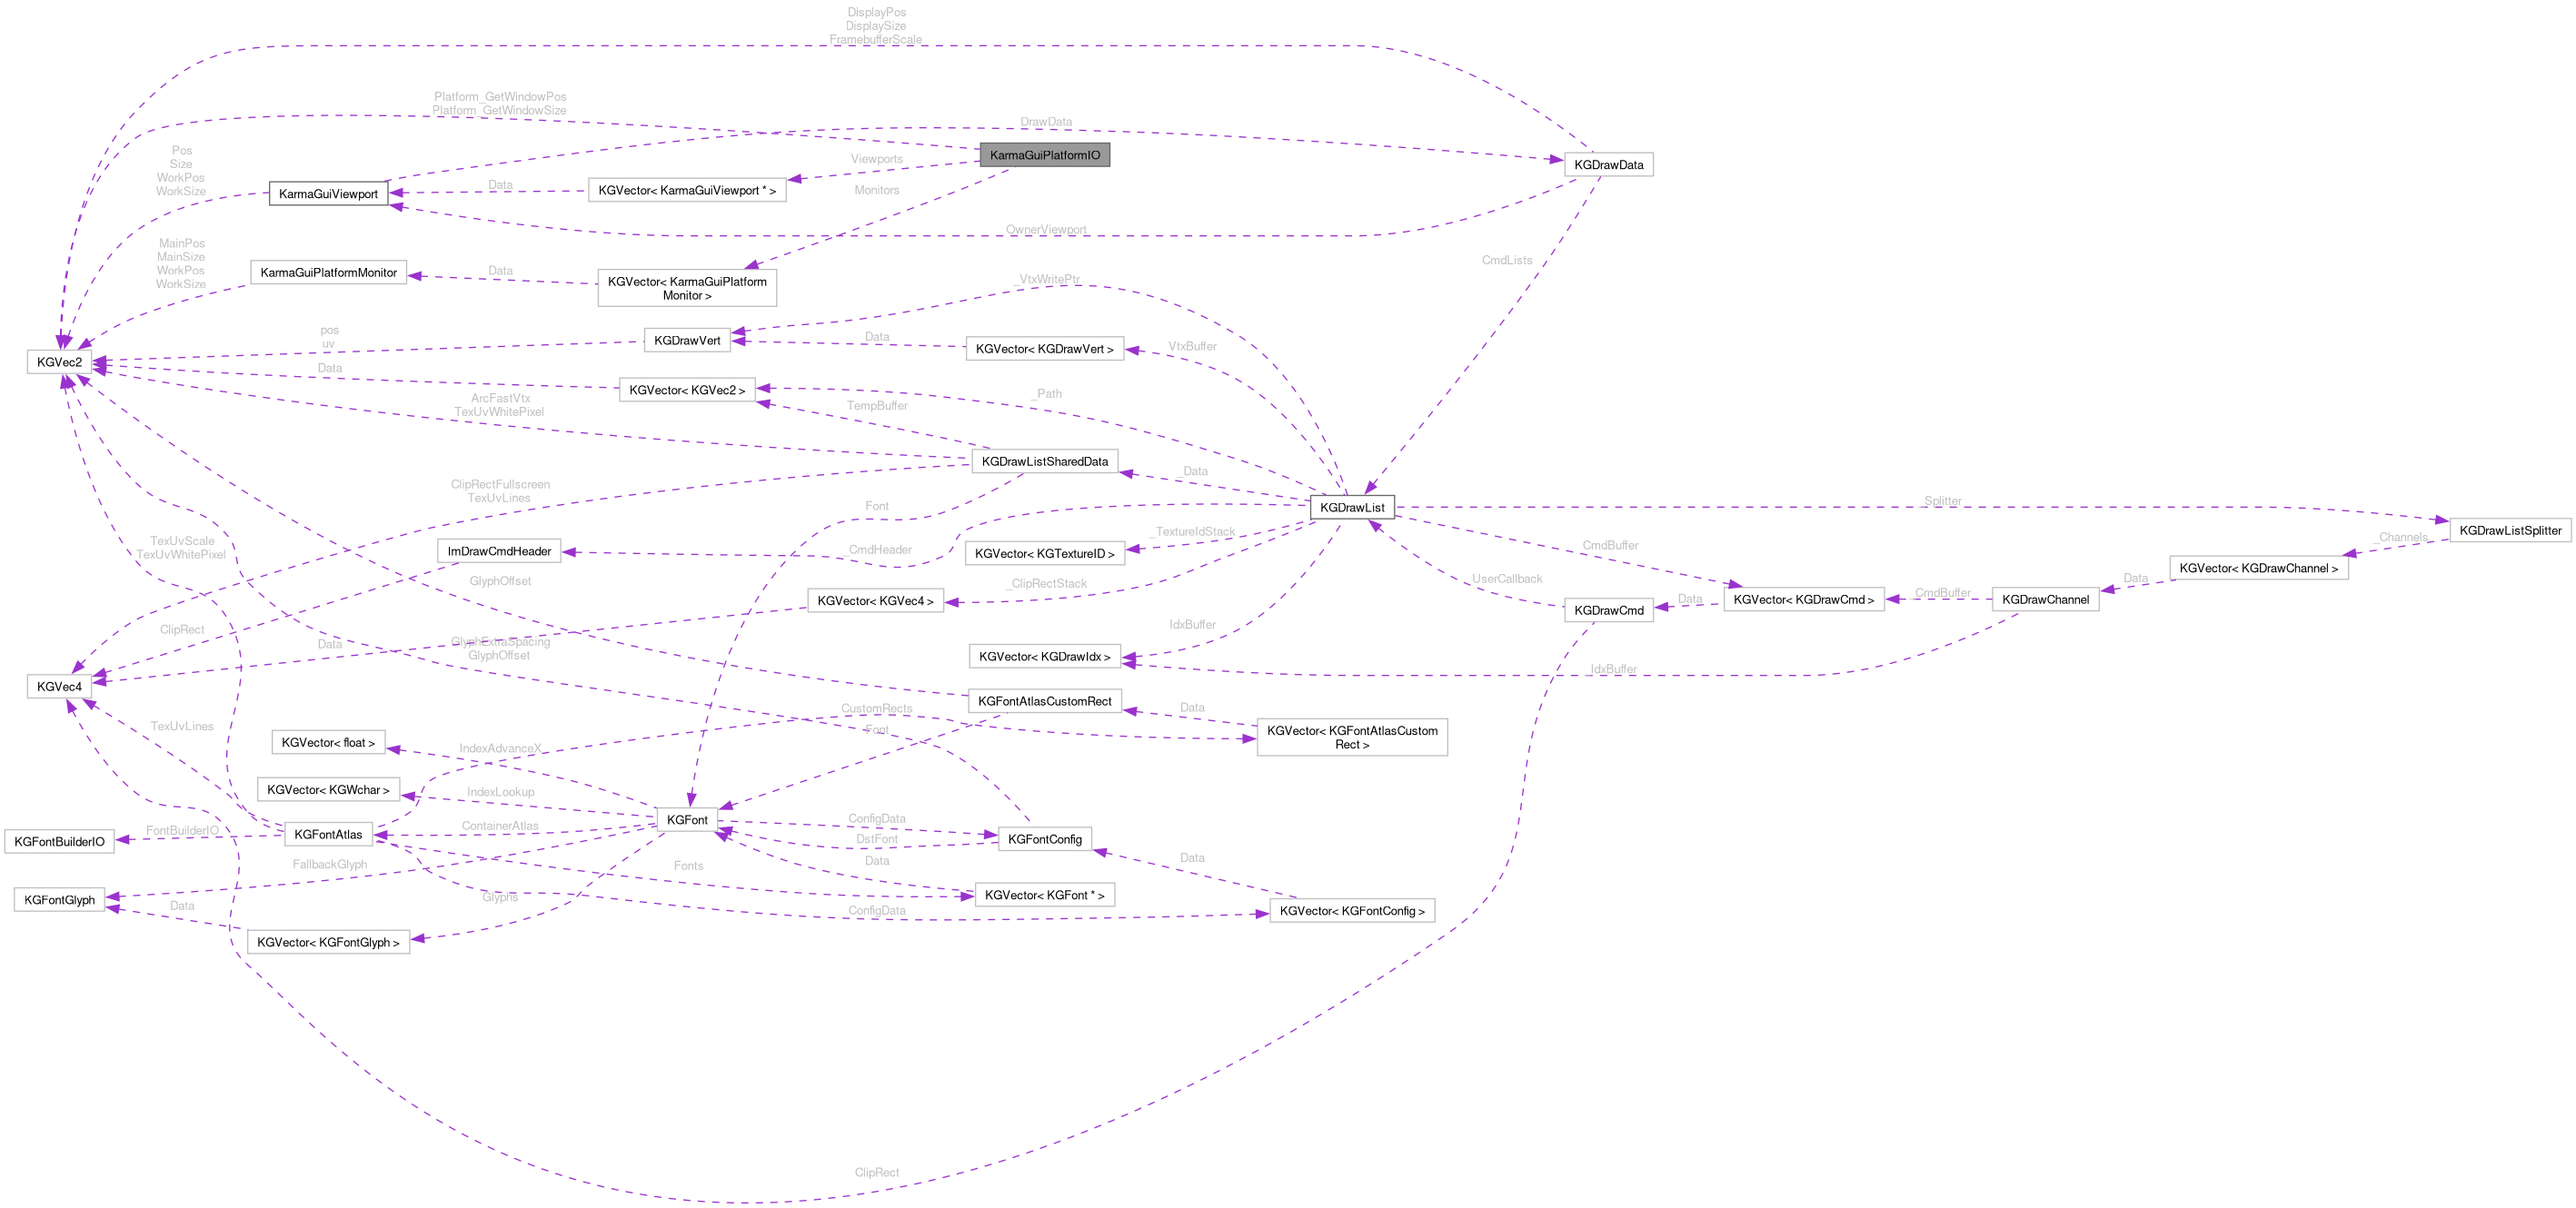 DisplayPos
DisplaySize
FramebufferScale
Platform_GetWindowPos
Platform_GetWindowSize
DrawData
KarmaGuiPlatformIO
KGDrawData
Pos
Size
WorkPos
WorkSize
Viewports
Monitors
KarmaGuiViewport
Data
KGVector< KarmaGuiViewport * >
OwnerViewport
MainPos
MainSize
WorkPos
WorkSize
KarmaGuiPlatformMonitor
Data
KGVector< KarmaGuiPlatform
Monitor >
CmdLists
_VtxWritePtr
pos
uv
KGDrawVert
Data
KGVector< KGDrawVert >
VtxBuffer
KGVec2
Data
KGVector< KGVec2 >
_Path
ArcFastVtx
TexUvWhitePixel
TempBuffer
KGDrawListSharedData
_Data
ClipRectFullscreen
TexUvLines
Font
KGDrawList
_Splitter
KGDrawListSplitter
TexUvScale
TexUvWhitePixel
ImDrawCmdHeader
_CmdHeader
KGVector< KGTextureID >
_TextureIdStack
CmdBuffer
_Channels
KGVector< KGDrawChannel >
GlyphOffset
_ClipRectStack
UserCallback
Data
KGVector< KGVec4 >
KGDrawCmd
Data
KGVector< KGDrawCmd >
_CmdBuffer
KGDrawChannel
ClipRect
Data
GlyphExtraSpacing
GlyphOffset
IdxBuffer
KGVector< KGDrawIdx >
_IdxBuffer
KGVec4
KGFontAtlasCustomRect
CustomRects
Data
KGVector< KGFontAtlasCustom
Rect >
TexUvLines
KGVector< float >
IndexAdvanceX
Font
KGVector< KGWchar >
IndexLookup
KGFontBuilderIO
FontBuilderIO
KGFontAtlas
ContainerAtlas
KGFont
ConfigData
DstFont
KGFontConfig
FallbackGlyph
Fonts
Data
Data
KGFontGlyph
Data
Glyphs
KGVector< KGFont * >
ConfigData
KGVector< KGFontConfig >
KGVector< KGFontGlyph >
ClipRect